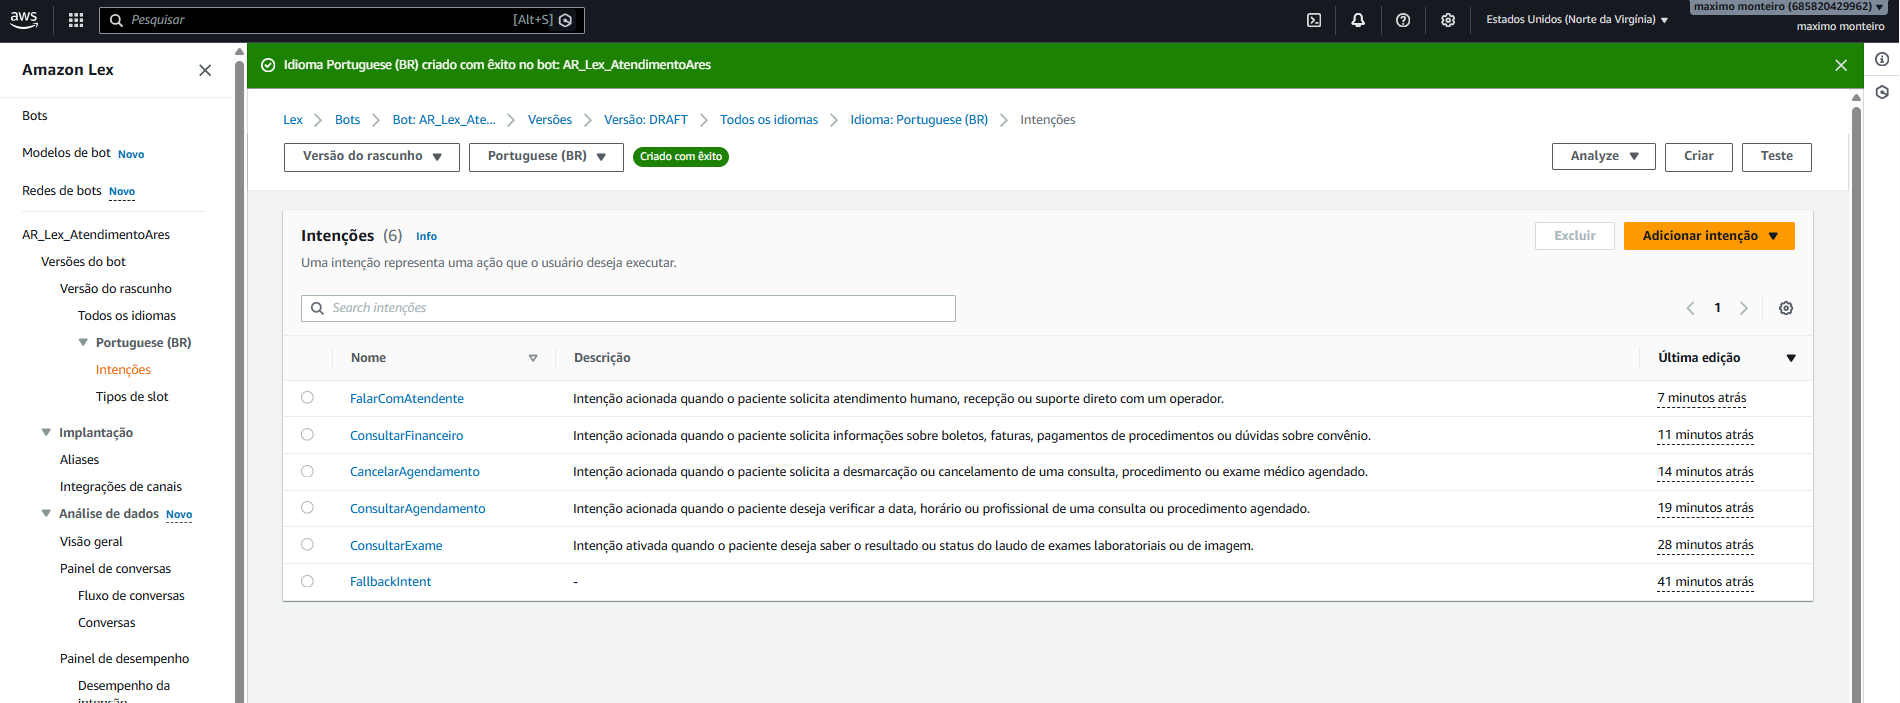 aws
Pesquisar
[Alt+S]
Estados Unidos (Norte da Virgínia)
maximo monteiro (685820429962)
maximo monteiro
Amazon Lex
Bots
Modelos de bot Novo
Redes de bots Novo
AR_Lex_AtendimentoAres
Versões do bot
Versão do rascunho
Todos os idiomas
Portuguese (BR)
Intenções
Tipos de slot
Implantação
Aliases
Integrações de canais
Análise de dados Novo
Visão geral
Painel de conversas
Fluxo de conversas
Conversas
Painel de desempenho
Desempenho da
intenção
Idioma Portuguese (BR) criado com êxito no bot: AR_Lex_AtendimentoAres
Lex Bots Bot: AR_Lex_Ate... Versões Versão: DRAFT Todos os idiomas Idioma: Portuguese (BR) Intenções
Versão do rascunho Portuguese (BR) Criado com êxito Analyze Criar Teste
Intenções (6) Info Excluir Adicionar intenção
Uma intenção representa uma ação que o usuário deseja executar.
Search intenções
1
Nome Descrição Última edição
FalarComAtendente Intenção acionada quando o paciente solicita atendimento humano, recepção ou suporte direto com um operador. 7 minutos atrás
ConsultarFinanceiro Intenção acionada quando o paciente solicita informações sobre boletos, faturas, pagamentos de procedimentos ou dúvidas sobre convênio. 11 minutos atrás
CancelarAgendamento Intenção acionada quando o paciente solicita a desmarcação ou cancelamento de uma consulta, procedimento ou exame médico agendado. 14 minutos atrás
ConsultarAgendamento Intenção acionada quando o paciente deseja verificar a data, horário ou profissional de uma consulta ou procedimento agendado. 19 minutos atrás
ConsultarExame Intenção ativada quando o paciente deseja saber o resultado ou status do laudo de exames laboratoriais ou de imagem. 28 minutos atrás
FallbackIntent - 41 minutos atrás